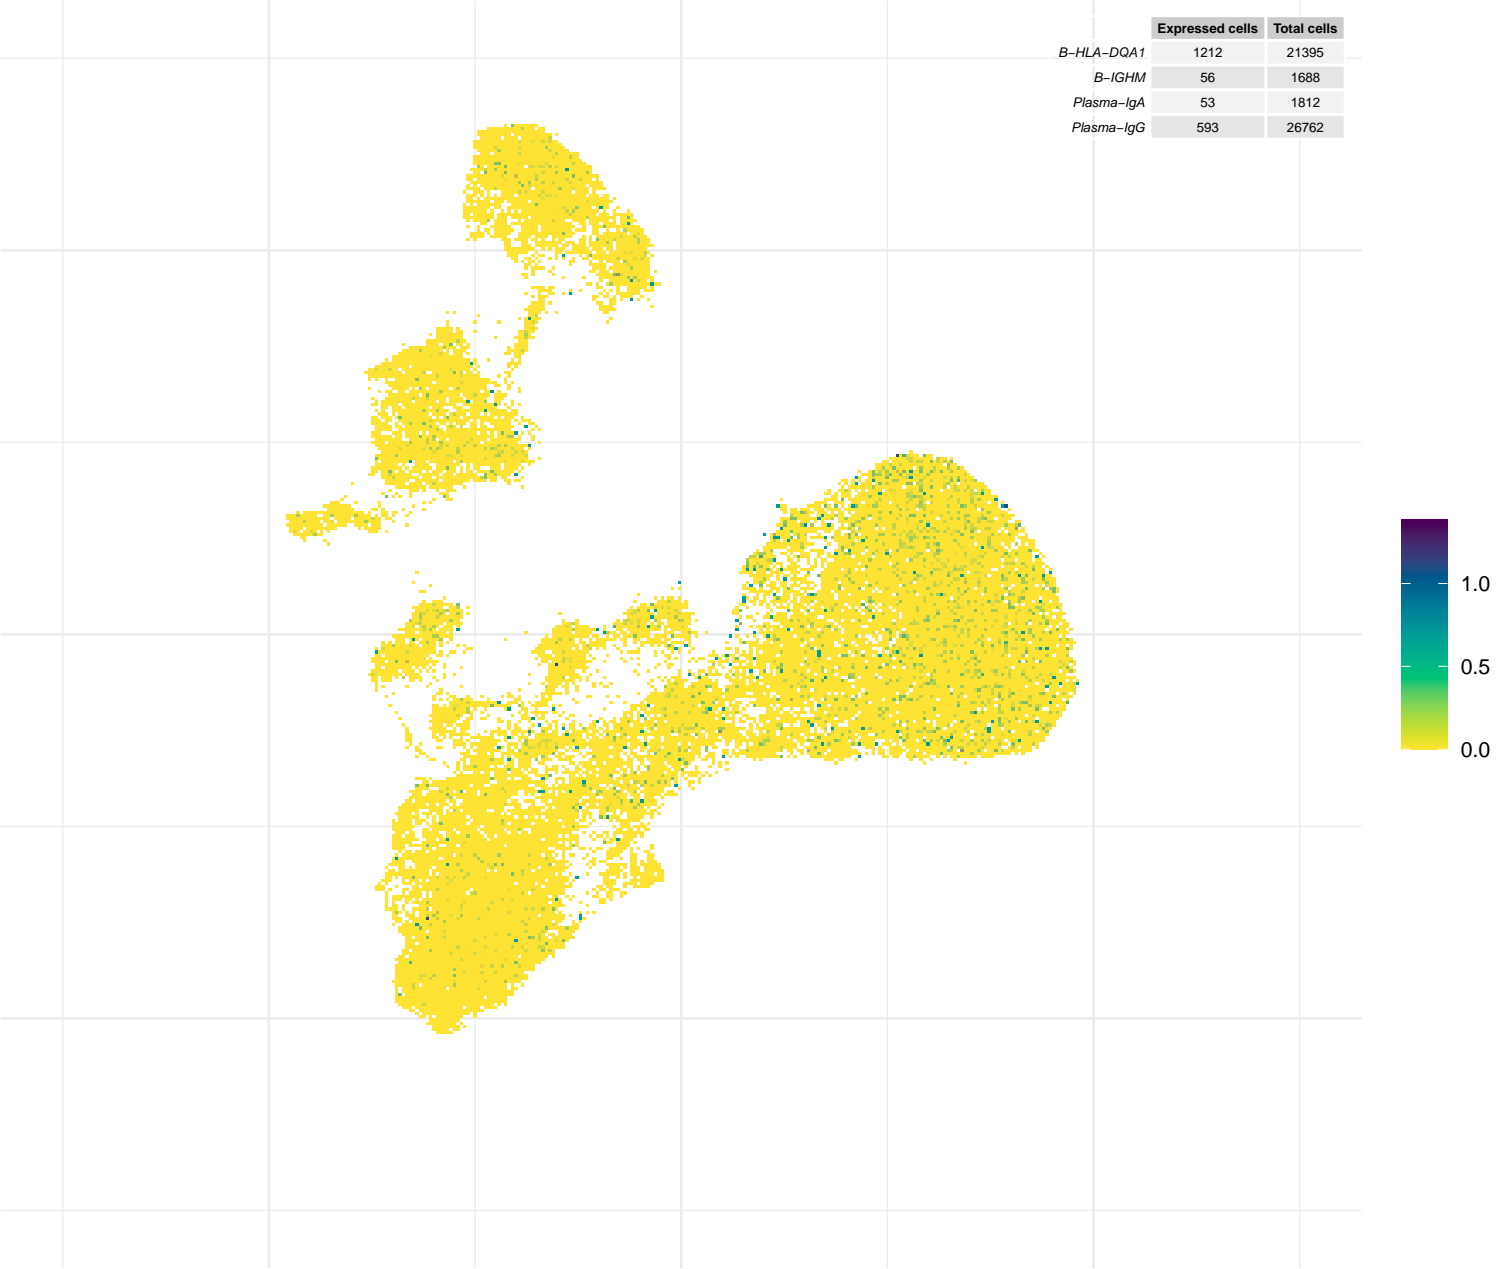 Expressed cells Total cells
B−HLA−DQA1 1212 21395
B−IGHM 56 1688
Plasma−IgA 53 1812
Plasma−IgG 593 26762
1.0
0.5
0.0